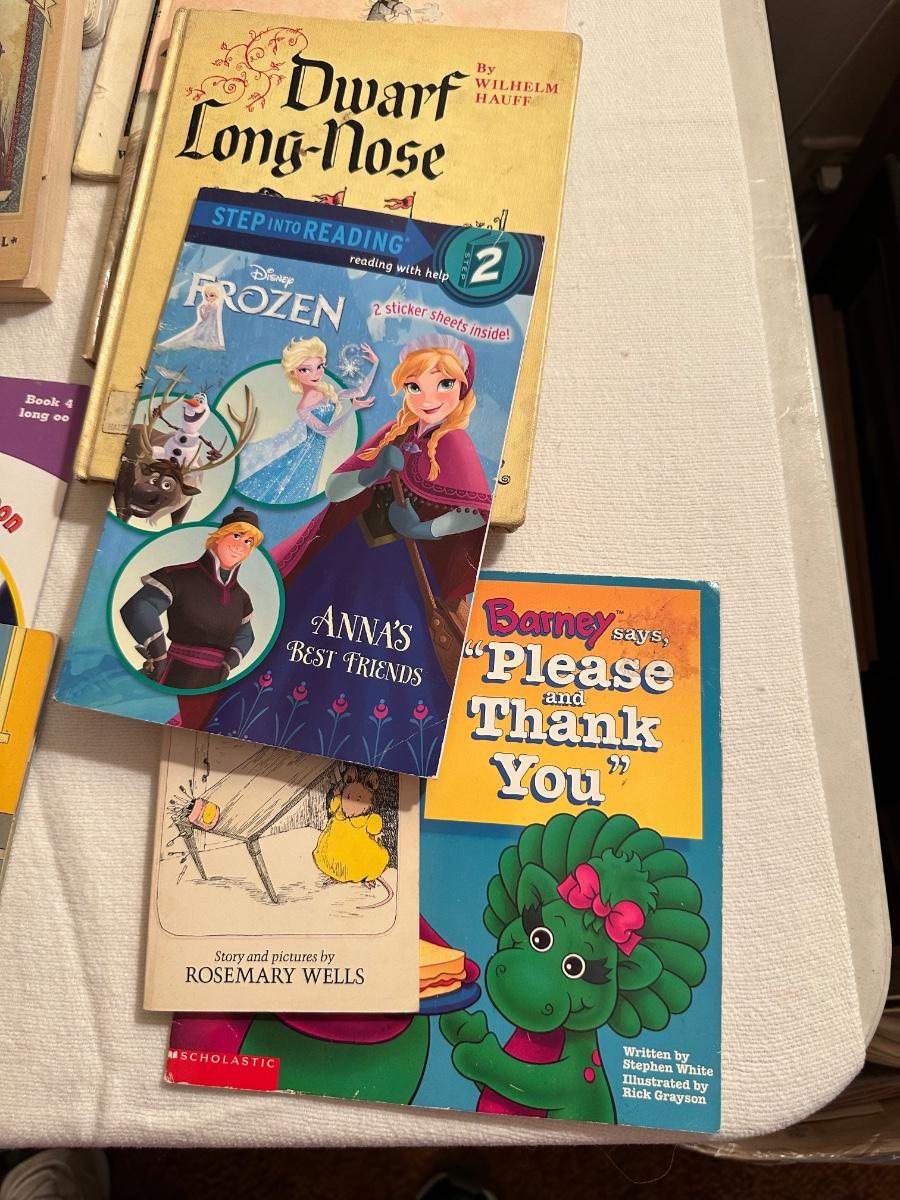 Dwarf
Long-Nose
By
WILHELM
HAUFF
STEP INTO READING®
reading with help
STEP
2
Disney
FROZEN
2 sticker sheets inside!
ANNA'S
BEST FRIENDS
Book 4
long oo
Barney™ says,
"Please
and
Thank
You"
Story and pictures by
ROSEMARY WELLS
SCHOLASTIC
Written by
Stephen White
Illustrated by
Rick Grayson